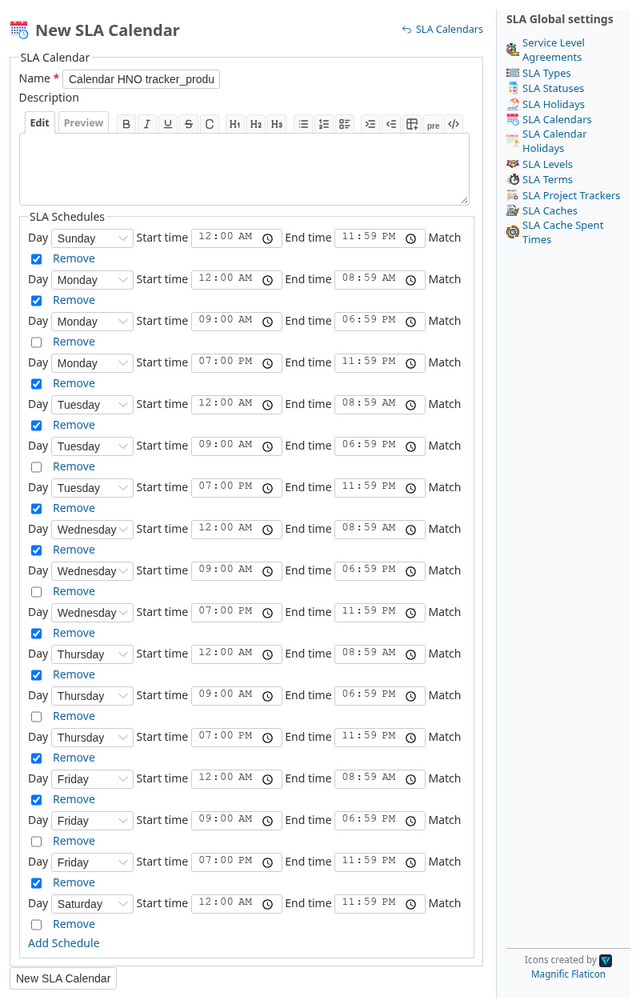 New SLA Calendar
SLA Calendars
SLA Calendar
Name * Calendar HNO tracker_produ
Description
Edit Preview B I U S C H1 H2 H3 pre </>
SLA Schedules
Day Sunday Start time 12:00 AM End time 11:59 PM Match
Remove
Day Monday Start time 12:00 AM End time 08:59 AM Match
Remove
Day Monday Start time 09:00 AM End time 06:59 PM Match
Remove
Day Monday Start time 07:00 PM End time 11:59 PM Match
Remove
Day Tuesday Start time 12:00 AM End time 08:59 AM Match
Remove
Day Tuesday Start time 09:00 AM End time 06:59 PM Match
Remove
Day Tuesday Start time 07:00 PM End time 11:59 PM Match
Remove
Day Wednesday Start time 12:00 AM End time 08:59 AM Match
Remove
Day Wednesday Start time 09:00 AM End time 06:59 PM Match
Remove
Day Wednesday Start time 07:00 PM End time 11:59 PM Match
Remove
Day Thursday Start time 12:00 AM End time 08:59 AM Match
Remove
Day Thursday Start time 09:00 AM End time 06:59 PM Match
Remove
Day Thursday Start time 07:00 PM End time 11:59 PM Match
Remove
Day Friday Start time 12:00 AM End time 08:59 AM Match
Remove
Day Friday Start time 09:00 AM End time 06:59 PM Match
Remove
Day Friday Start time 07:00 PM End time 11:59 PM Match
Remove
Day Saturday Start time 12:00 AM End time 11:59 PM Match
Remove
Add Schedule
New SLA Calendar
SLA Global settings
Service Level
Agreements
SLA Types
SLA Statuses
SLA Holidays
SLA Calendars
SLA Calendar
Holidays
SLA Levels
SLA Terms
SLA Project Trackers
SLA Caches
SLA Cache Spent
Times
Icons created by
Magnific Flaticon